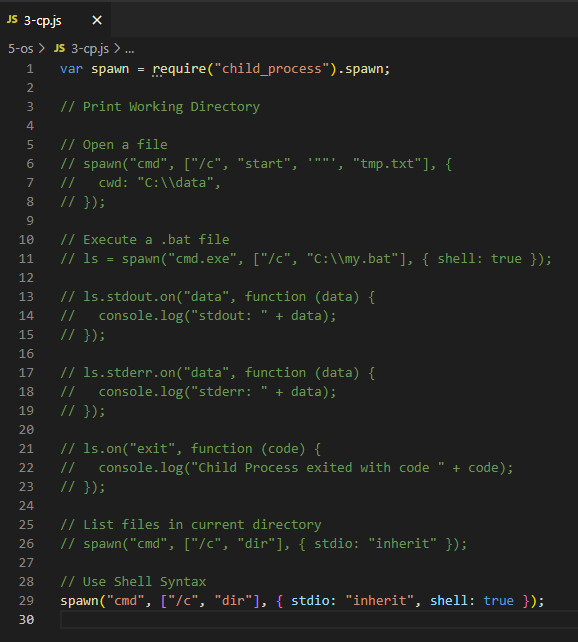 JS 3-cp.js ×
5-os > JS 3-cp.js > ...
1 var spawn = require("child_process").spawn;
2
3 // Print Working Directory
4
5 // Open a file
6 // spawn("cmd", ["/c", "start", '""', "tmp.txt"], {
7 //   cwd: "C:\\data",
8 // });
9
10 // Execute a .bat file
11 // ls = spawn("cmd.exe", ["/c", "C:\\my.bat"], { shell: true });
12
13 // ls.stdout.on("data", function (data) {
14 //   console.log("stdout: " + data);
15 // });
16
17 // ls.stderr.on("data", function (data) {
18 //   console.log("stderr: " + data);
19 // });
20
21 // ls.on("exit", function (code) {
22 //   console.log("Child Process exited with code " + code);
23 // });
24
25 // List files in current directory
26 // spawn("cmd", ["/c", "dir"], { stdio: "inherit" });
27
28 // Use Shell Syntax
29 spawn("cmd", ["/c", "dir"], { stdio: "inherit", shell: true });
30